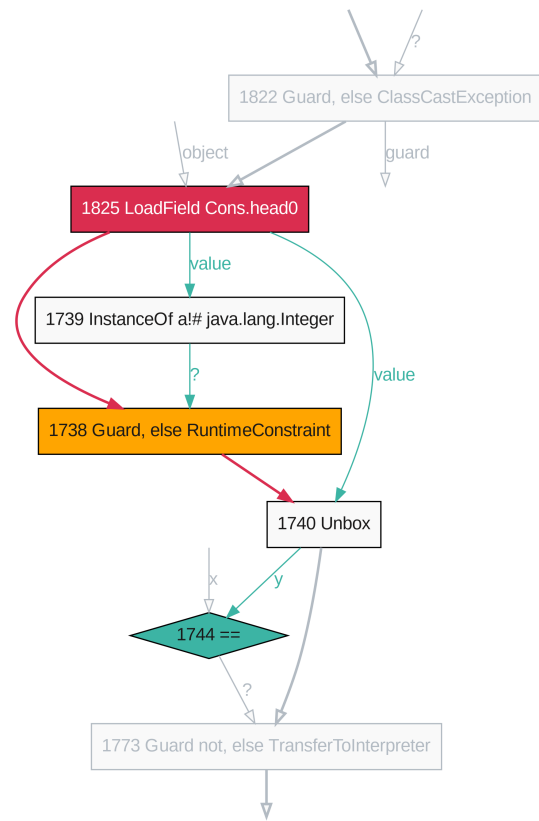 ?
1822 Guard, else ClassCastException
object
guard
1825 LoadField Cons.head0
value
1739 InstanceOf a!# java.lang.Integer
?
value
1738 Guard, else RuntimeConstraint
1740 Unbox
x
y
1744 ==
?
1773 Guard not, else TransferToInterpreter